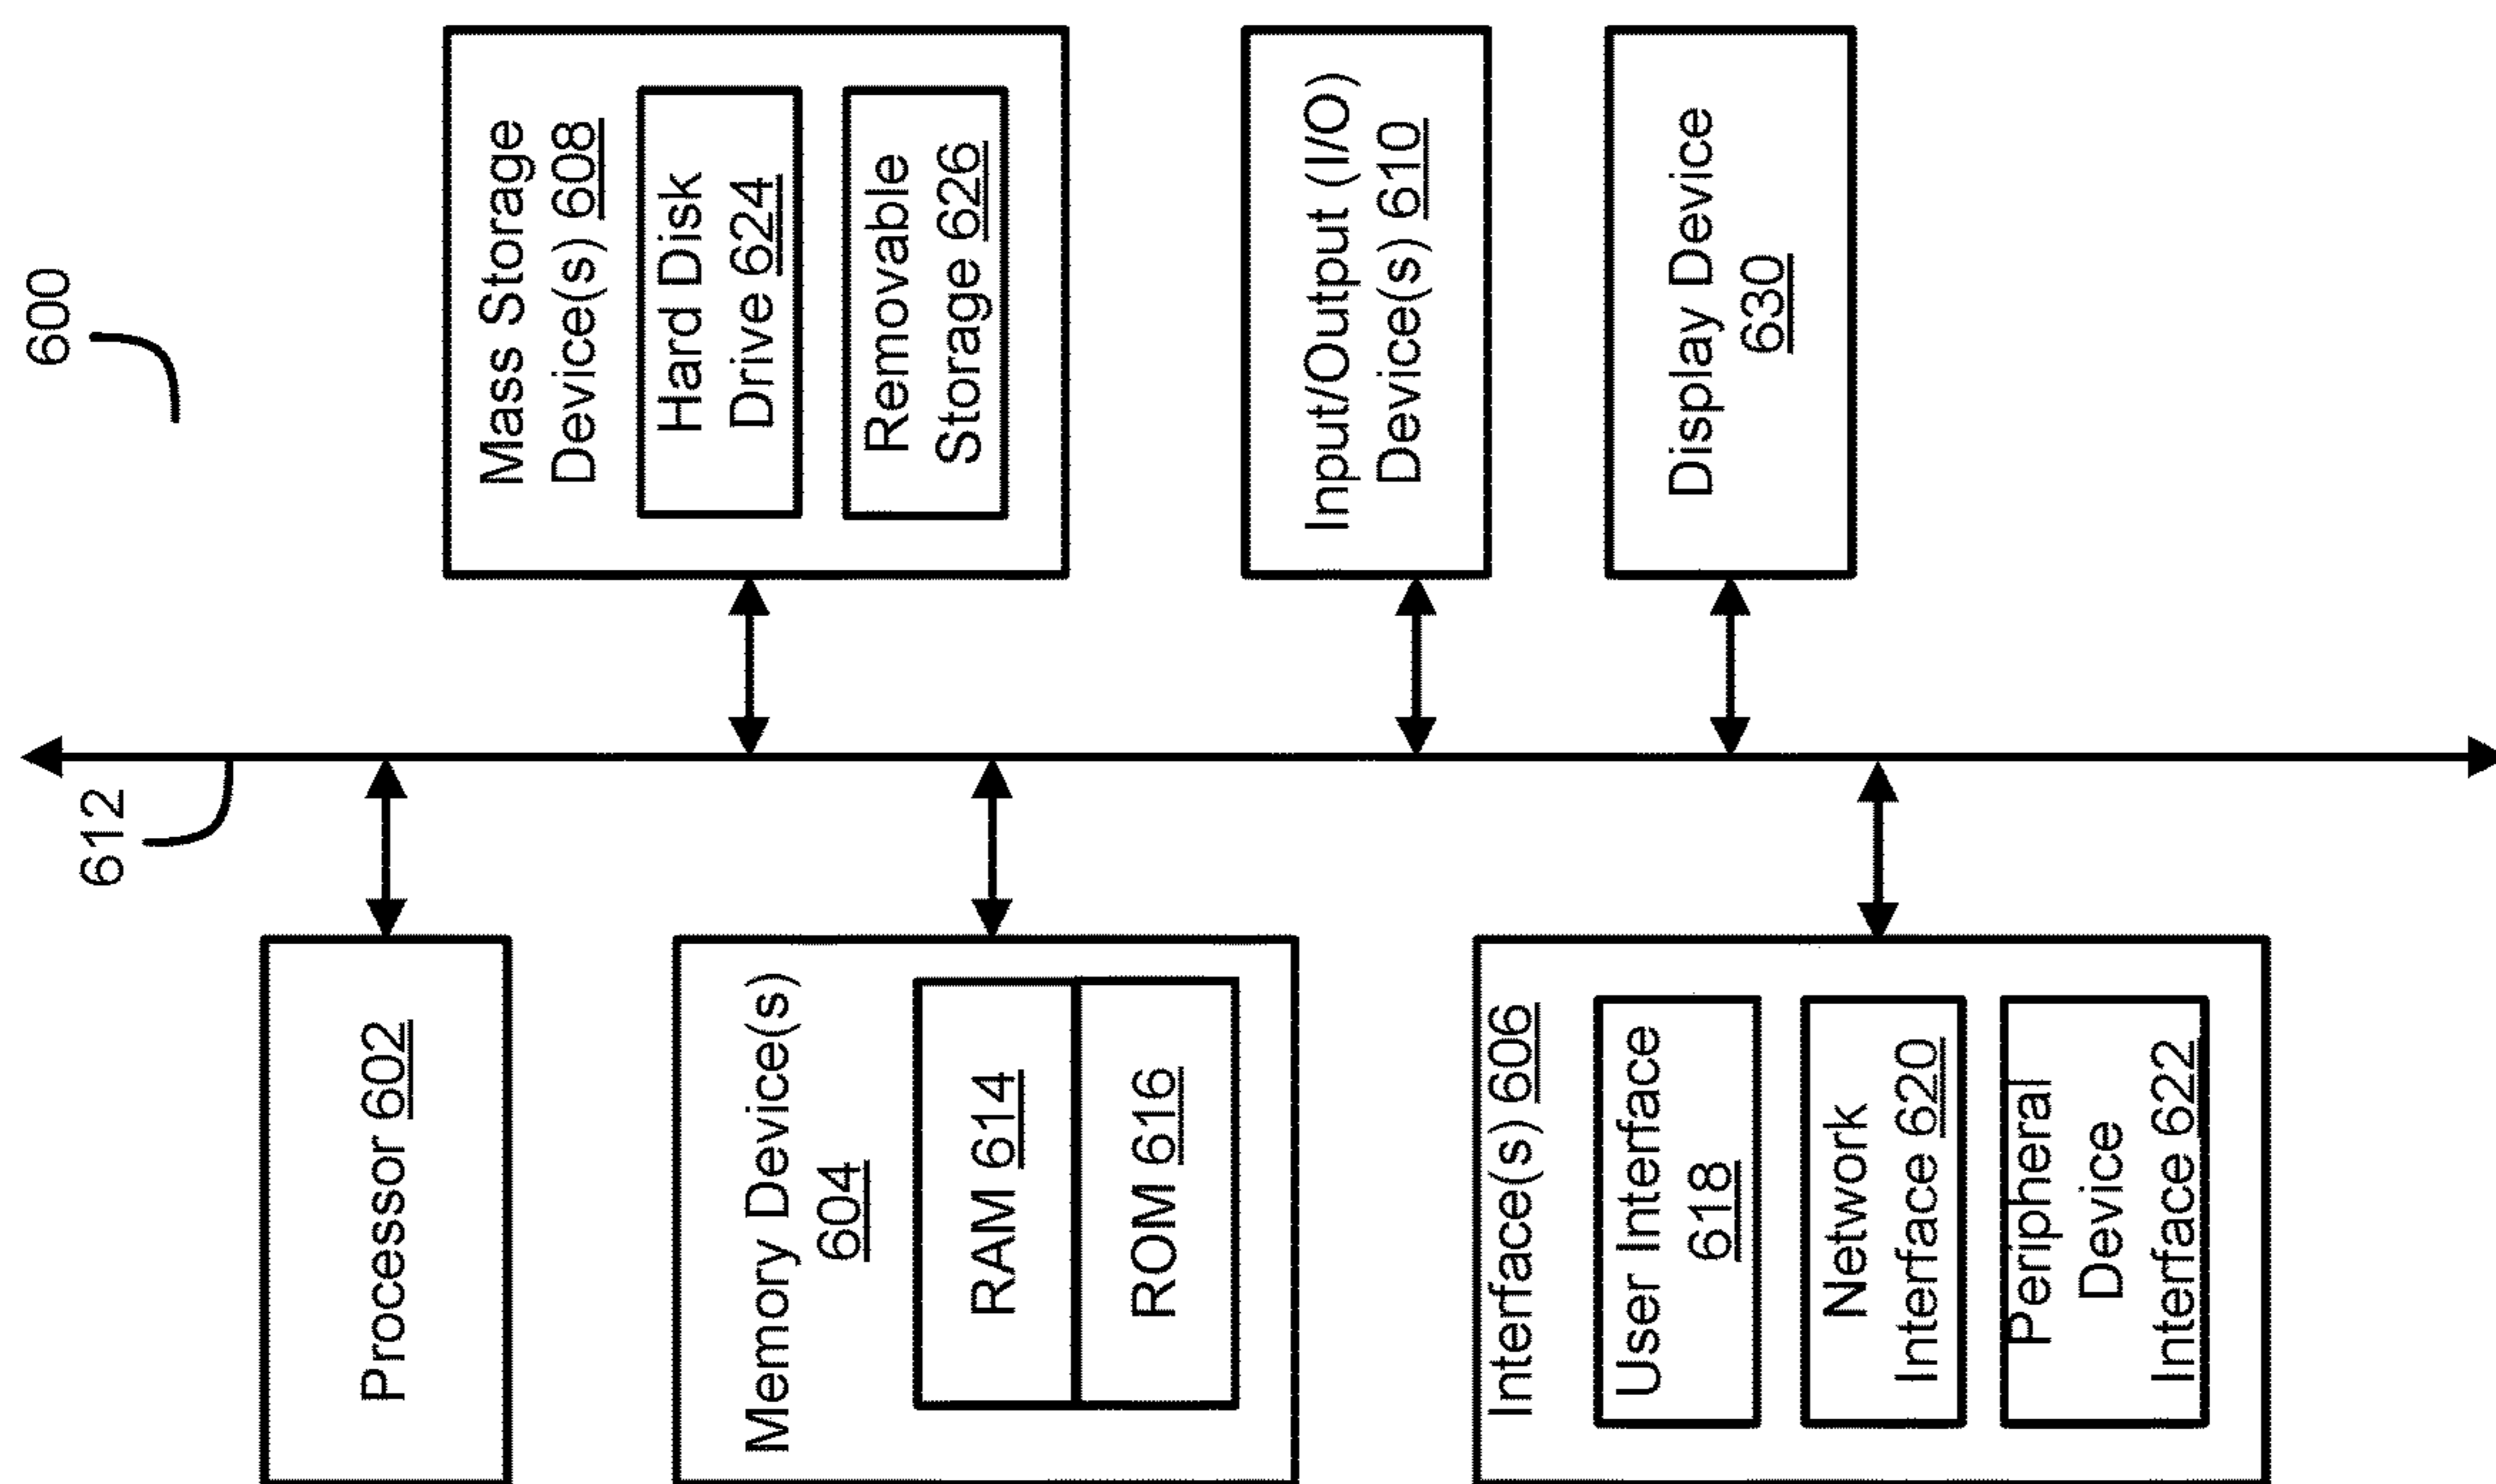 600
612
Processor 602
Memory Device(s)
604
RAM 614
ROM 616
Interface(s) 606
User Interface
618
Network
Interface 620
Peripheral
Device
Interface 622
Mass Storage
Device(s) 608
Hard Disk
Drive 624
Removable
Storage 626
Input/Output (I/O)
Device(s) 610
Display Device
630